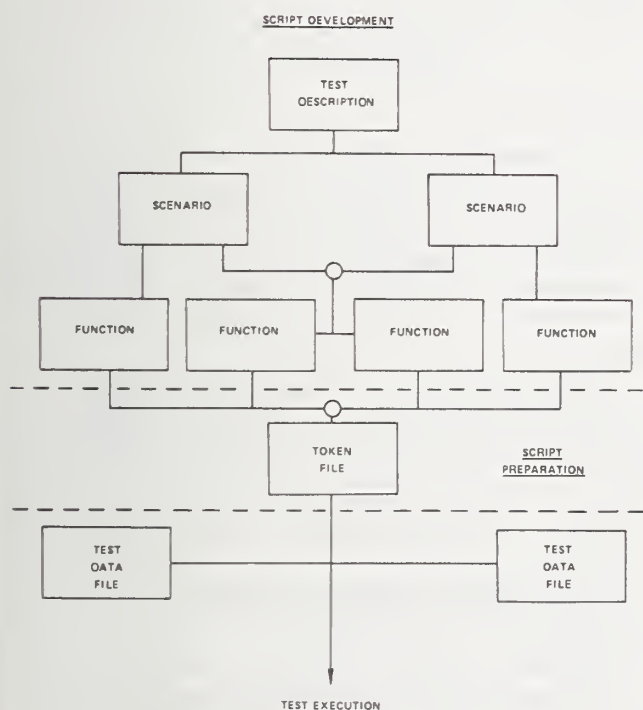 SCRIPT DEVELOPMENT
TEST
OESCRIPTION
SCENARIO
SCENARIO
FUNCTION
FUNCTION
FUNCTION
FUNCTION
TOKEN
FILE
SCRIPT
PREPARATION
TEST
OATA
FILE
TEST
OATA
FILE
TEST EXECUTION